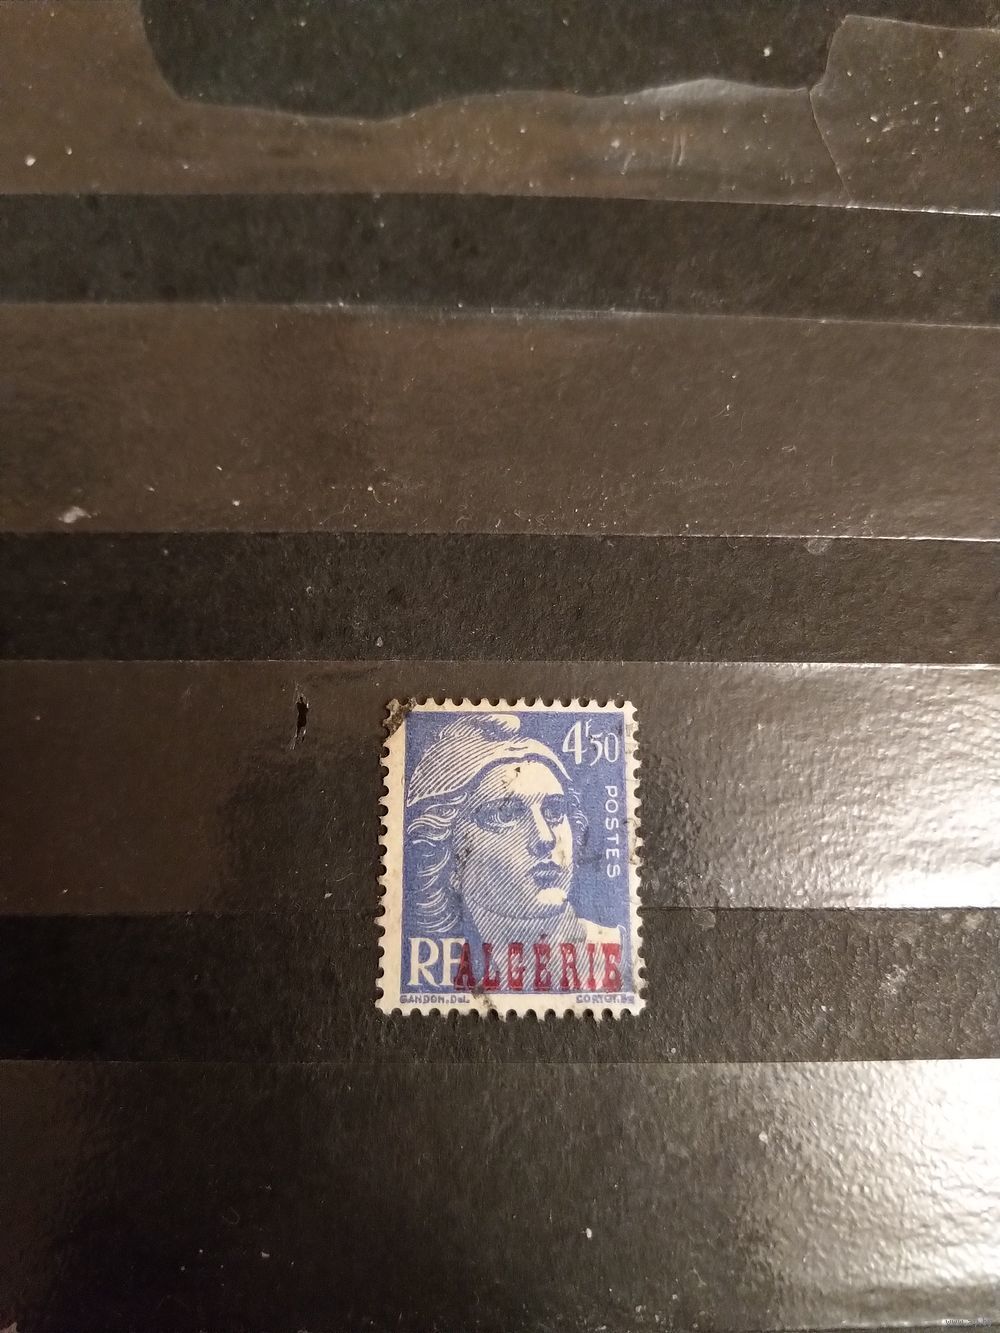 4F50
POSTES
RF ALGÉRIE
GANDON.DEL. CORTOT.SC